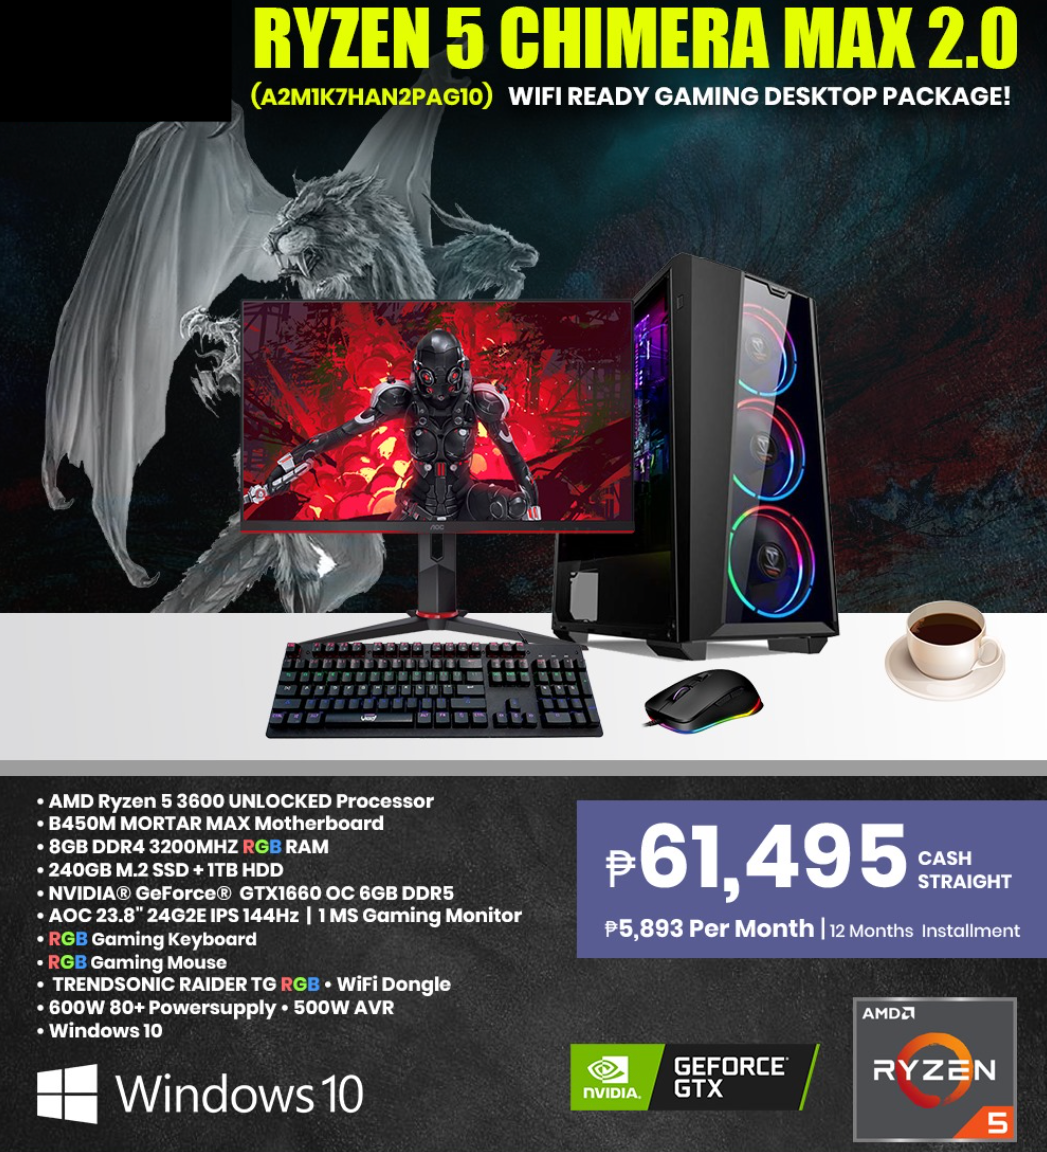 RYZEN 5 CHIMERA MAX 2.0
(A2M1K7HAN2PAG10) WIFI READY GAMING DESKTOP PACKAGE!
AOC
• AMD Ryzen 5 3600 UNLOCKED Processor
• B450M MORTAR MAX Motherboard
• 8GB DDR4 3200MHZ RGB RAM
• 240GB M.2 SSD + 1TB HDD
• NVIDIA® GeForce® GTX1660 OC 6GB DDR5
• AOC 23.8" 24G2E IPS 144Hz | 1 MS Gaming Monitor
• RGB Gaming Keyboard
• RGB Gaming Mouse
• TRENDSONIC RAIDER TG RGB • WiFi Dongle
• 600W 80+ Powersupply • 500W AVR
• Windows 10
₱61,495 CASH
STRAIGHT
₱5,893 Per Month | 12 Months Installment
Windows 10
NVIDIA.
GEFORCE®
GTX
AMD
RYZEN
5